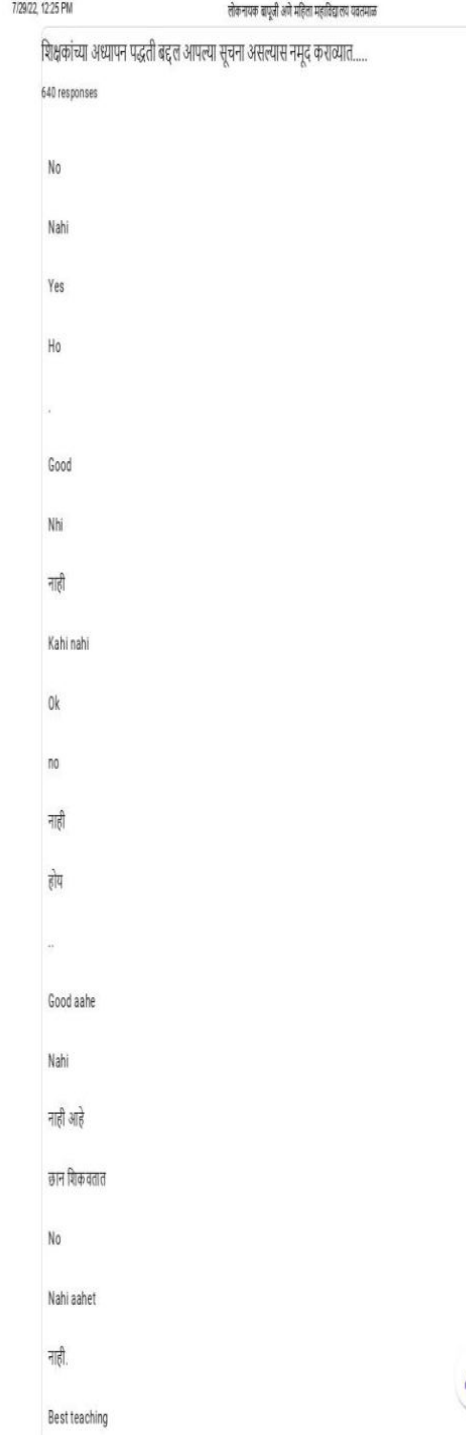 7/29/22, 12:25 PM
लोकनायक बापूजी अणे महिला महाविद्यालय यवतमाळ
शिक्षकांच्या अध्यापन पद्धती बद्दल आपल्या सूचना असल्यास नमूद कराव्यात.....
640 responses
No
Nahi
Yes
Ho
.
Good
Nhi
नाही
Kahi nahi
Ok
no
नाही
होय
..
Good aahe
Nahi
नाही आहे
छान शिकवतात
No
Nahi aahet
नाही.
Best teaching